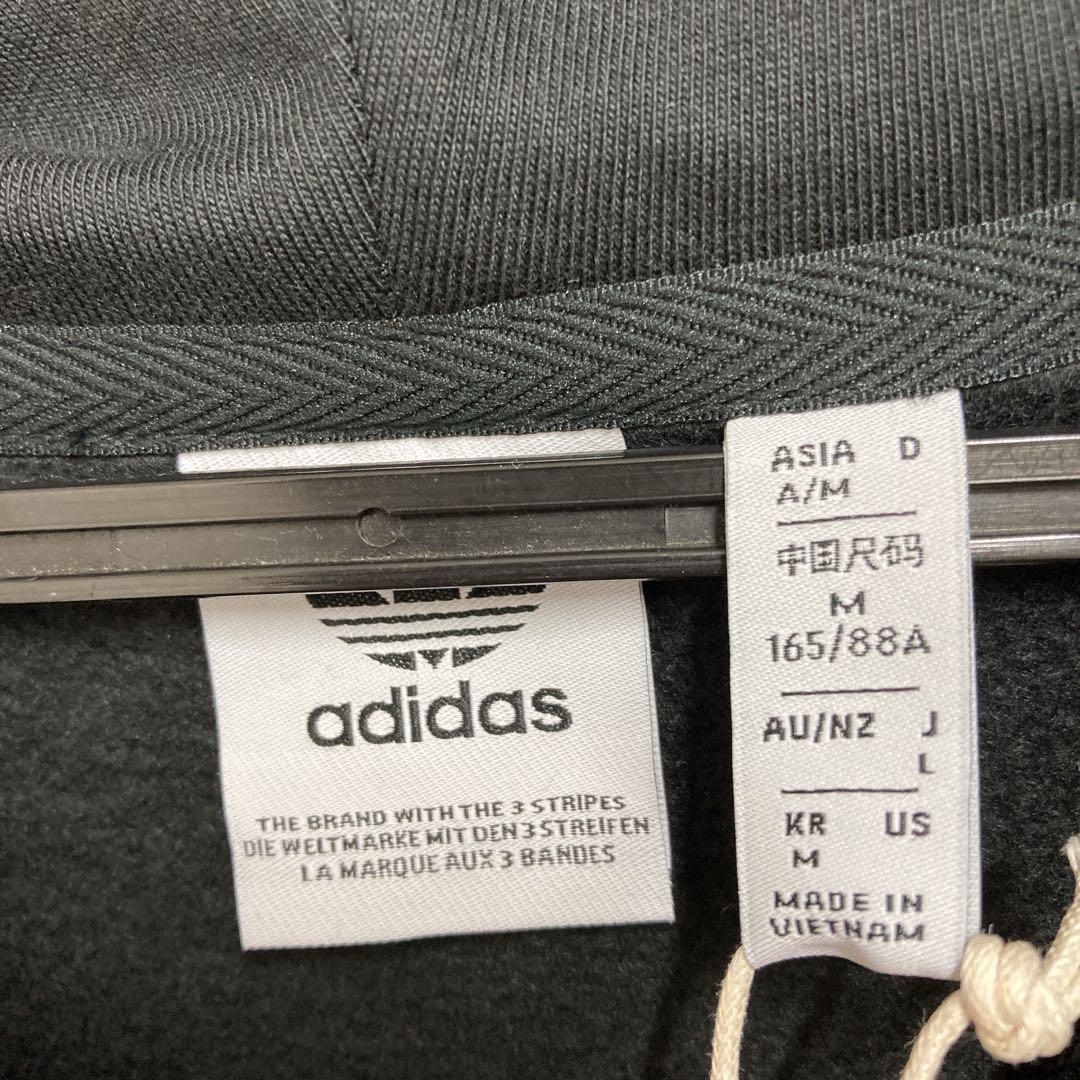 adidas
THE BRAND WITH THE 3 STRIPES
DIE WELTMARKE MIT DEN 3 STREIFEN
LA MARQUE AUX 3 BANDES
ASIA D
A/M
中国尺码
M
165/88A
AU/NZ J
L
KR US
M
MADE IN
VIETNAM